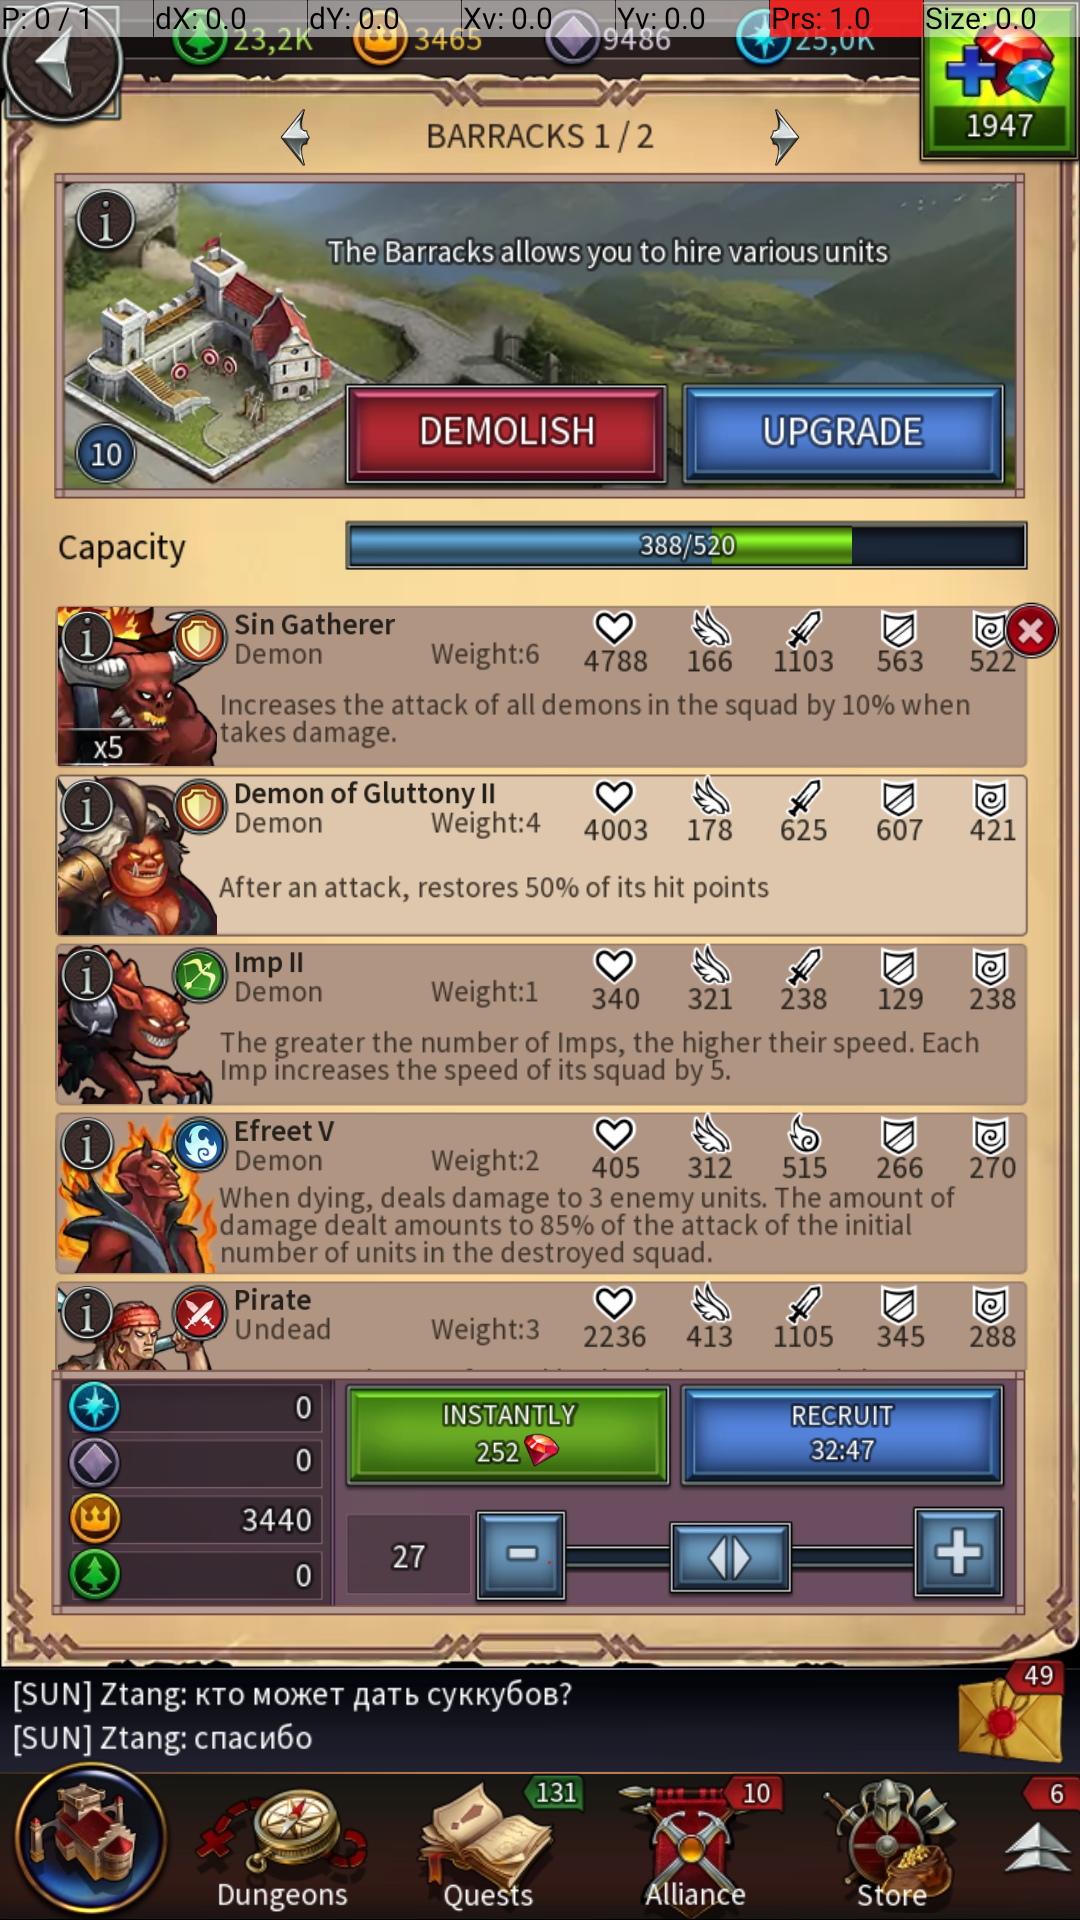 P: 0 / 1 dX: 0.0 dY: 0.0 Xv: 0.0 Yv: 0.0 Prs: 1.0 Size: 0.0
23,2K 3465 9486 25,0K
1947
BARRACKS 1 / 2
i
The Barracks allows you to hire various units
10
DEMOLISH UPGRADE
Capacity 388/520
i Sin Gatherer
Demon Weight:6 4788 166 1103 563 522
Increases the attack of all demons in the squad by 10% when
takes damage.
x5
i Demon of Gluttony II
Demon Weight:4 4003 178 625 607 421
After an attack, restores 50% of its hit points
i Imp II
Demon Weight:1 340 321 238 129 238
The greater the number of Imps, the higher their speed. Each
Imp increases the speed of its squad by 5.
i Efreet V
Demon Weight:2 405 312 515 266 270
When dying, deals damage to 3 enemy units. The amount of
damage dealt amounts to 85% of the attack of the initial
number of units in the destroyed squad.
i Pirate
Undead Weight:3 2236 413 1105 345 288
0
0
3440
0
INSTANTLY
252
RECRUIT
32:47
27 - +
[SUN] Ztang: кто может дать суккубов?
[SUN] Ztang: спасибо
49
131 10 6
Dungeons Quests Alliance Store